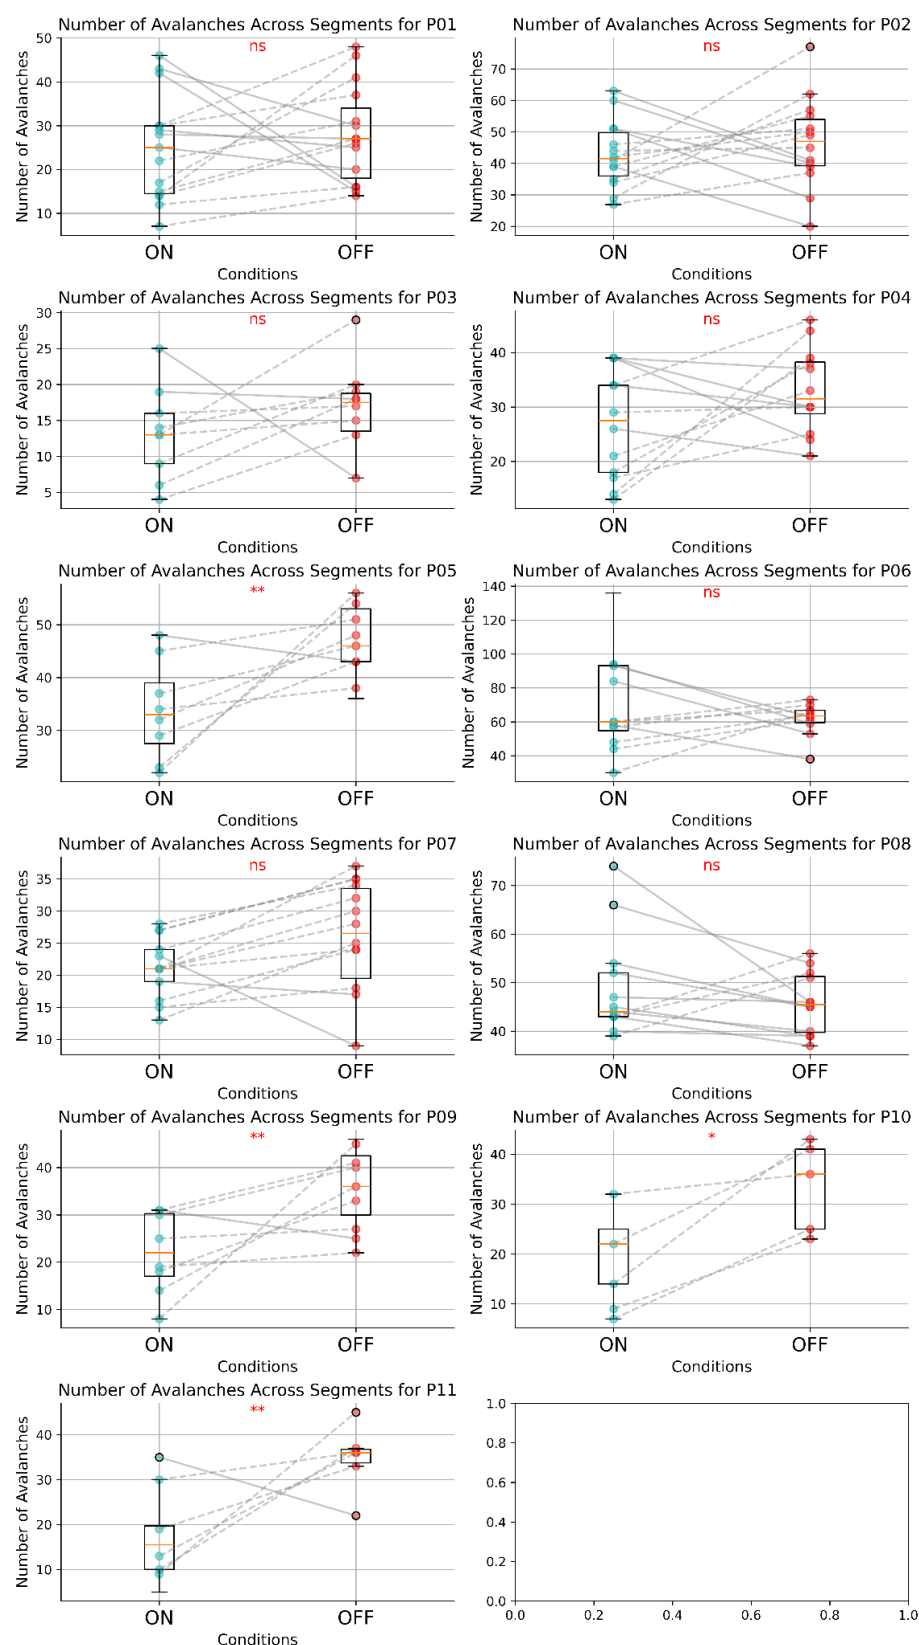 Number of Avalanches Across Segments for P01
ns
Number of Avalanches
50
40
30
20
10
ON
OFF
Conditions
Number of Avalanches Across Segments for P02
ns
Number of Avalanches
70
60
50
40
30
20
ON
OFF
Conditions
Number of Avalanches Across Segments for P03
ns
Number of Avalanches
30
25
20
15
10
5
ON
OFF
Conditions
Number of Avalanches Across Segments for P04
ns
Number of Avalanches
40
30
20
ON
OFF
Conditions
Number of Avalanches Across Segments for P05
**
Number of Avalanches
50
40
30
ON
OFF
Conditions
Number of Avalanches Across Segments for P06
ns
Number of Avalanches
140
120
100
80
60
40
ON
OFF
Conditions
Number of Avalanches Across Segments for P07
ns
Number of Avalanches
35
30
25
20
15
10
ON
OFF
Conditions
Number of Avalanches Across Segments for P08
ns
Number of Avalanches
70
60
50
40
ON
OFF
Conditions
Number of Avalanches Across Segments for P09
**
Number of Avalanches
40
30
20
10
ON
OFF
Conditions
Number of Avalanches Across Segments for P10
*
Number of Avalanches
40
30
20
10
ON
OFF
Conditions
Number of Avalanches Across Segments for P11
**
Number of Avalanches
40
30
20
10
ON
OFF
Conditions
1.0
0.8
0.6
0.4
0.2
0.0
0.0 0.2 0.4 0.6 0.8 1.0